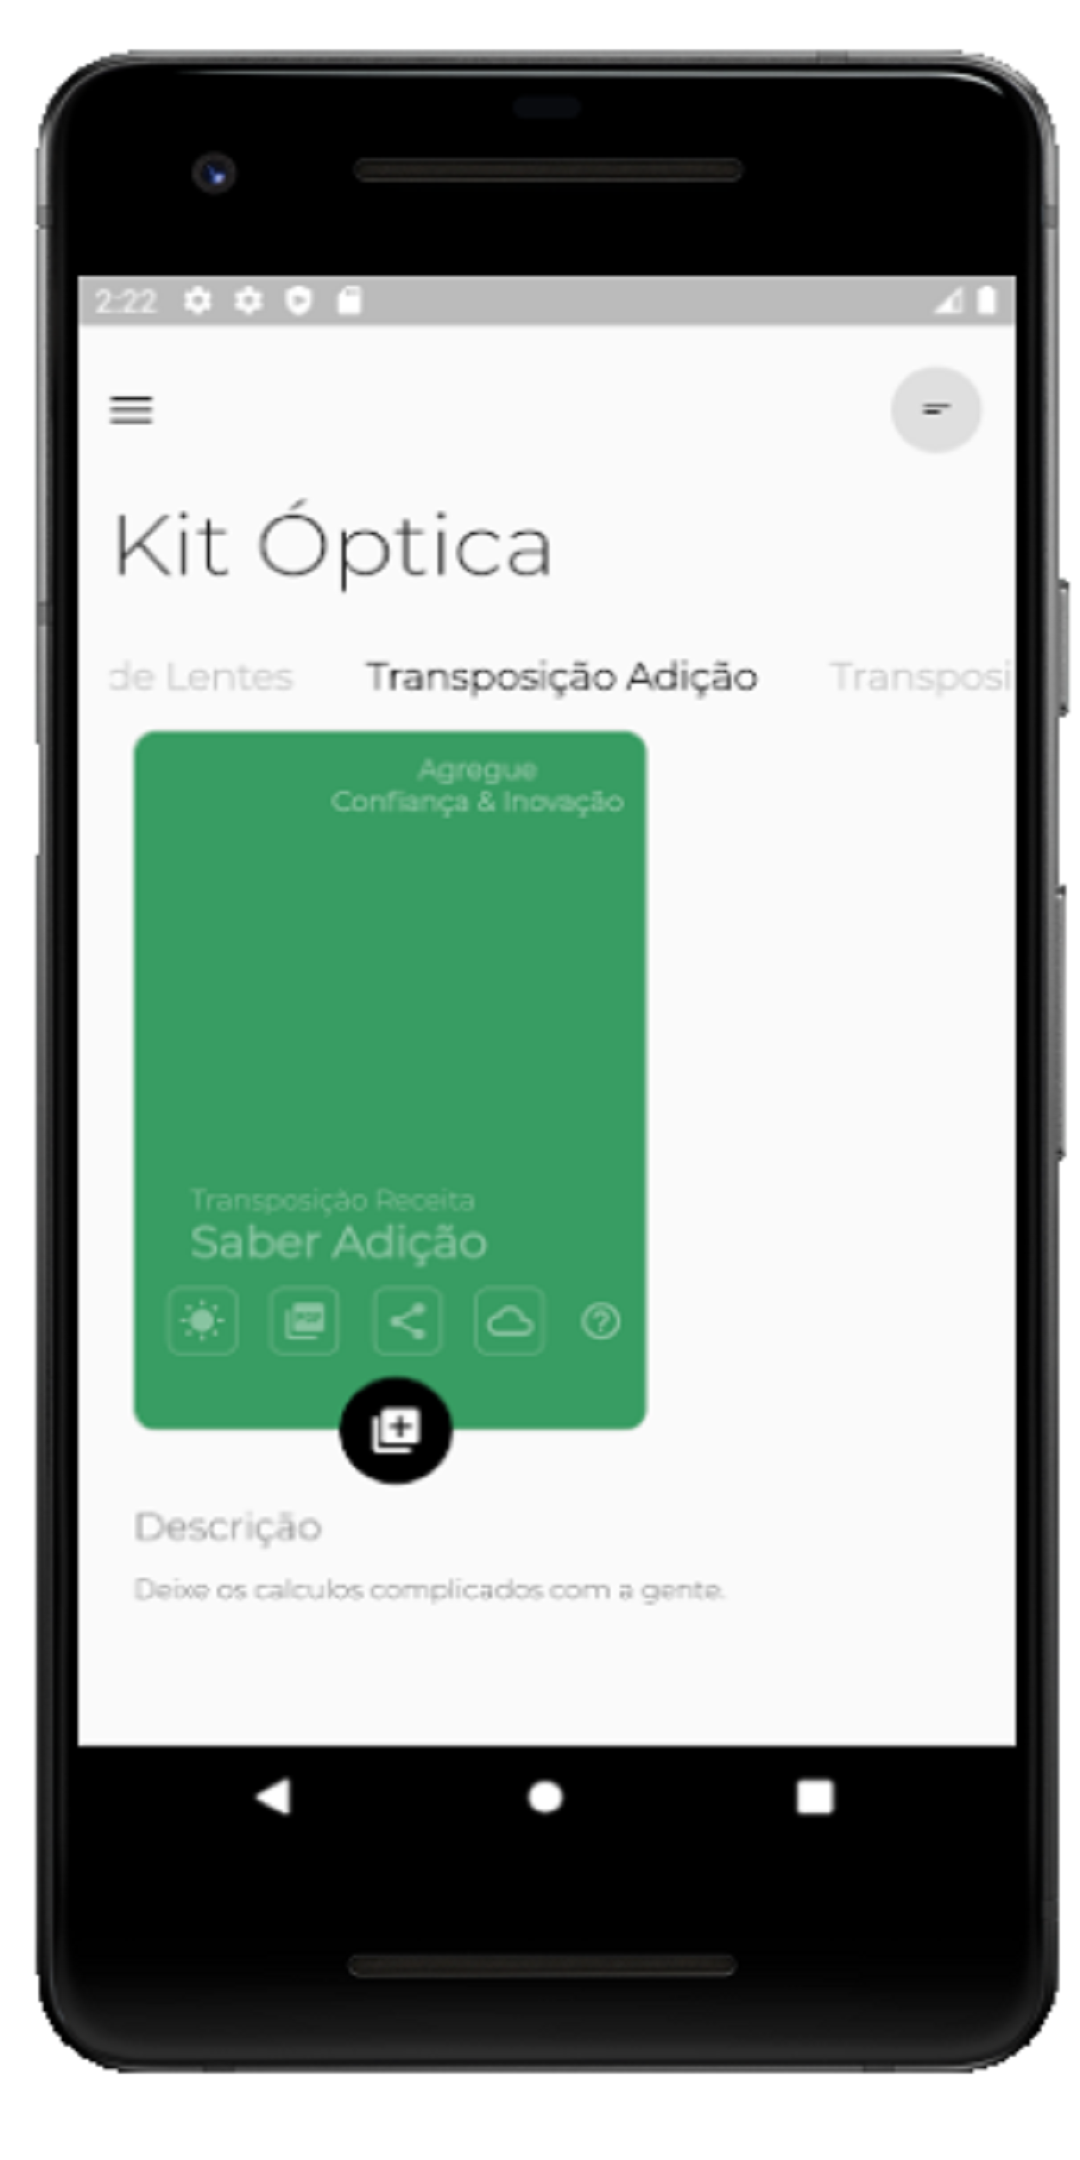 2:22
Kit Óptica
de Lentes Transposição Adição Transposi
Agregue
Confiança & Inovação
Transposição Receita
Saber Adição
Descrição
Deixe os calculos complicados com a gente.